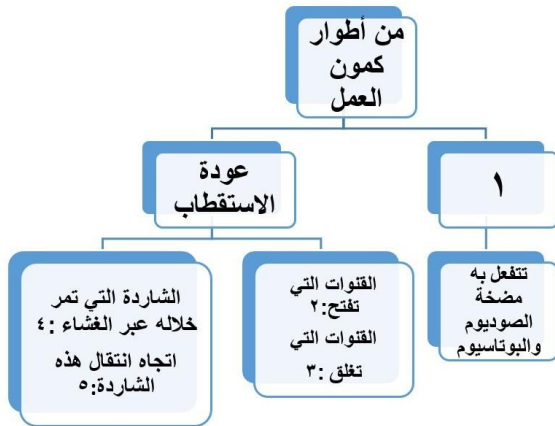 من أطوار
كمون
العمل
١
عودة
الاستقطاب
تتفعل به
مضخة
الصوديوم
والبوتاسيوم
القنوات التي
تفتح:٢
القنوات التي
تغلق :٣
الشاردة التي تمر
خلاله عبر الغشاء :٤
اتجاه انتقال هذه
الشاردة:٥